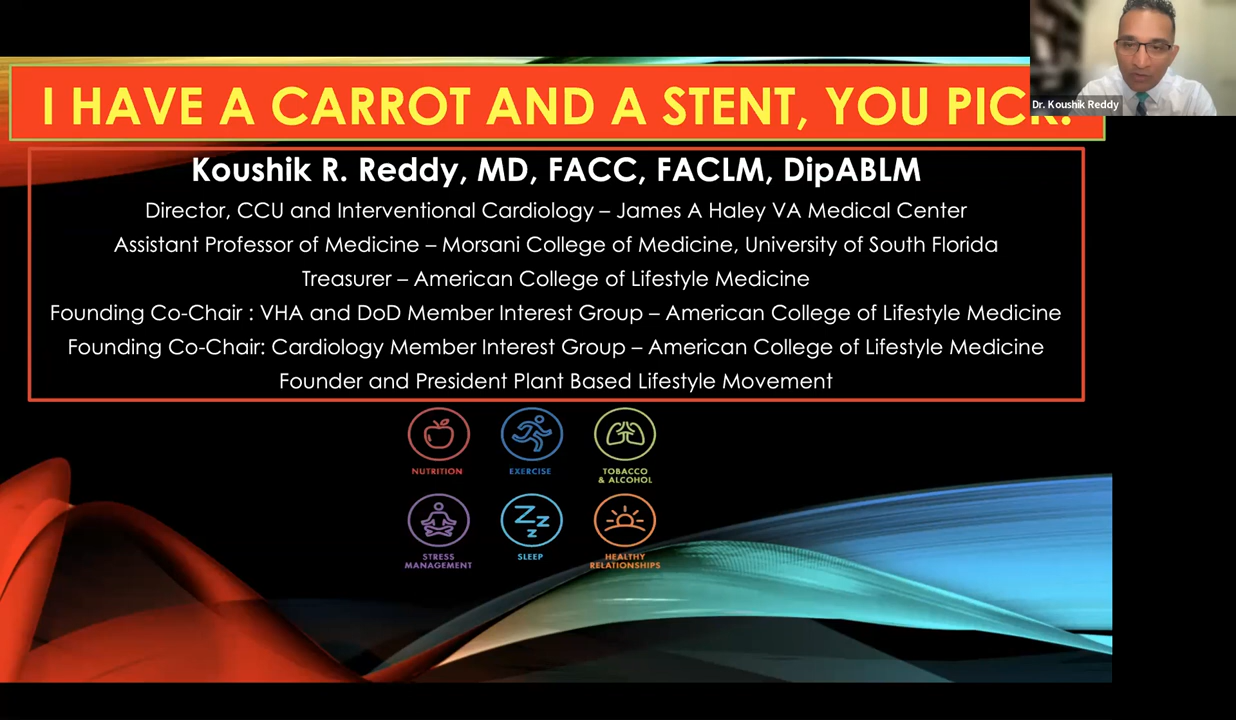 I HAVE A CARROT AND A STENT, YOU PICK.
Dr. Koushik Reddy
Koushik R. Reddy, MD, FACC, FACLM, DipABLM
Director, CCU and Interventional Cardiology – James A Haley VA Medical Center
Assistant Professor of Medicine – Morsani College of Medicine, University of South Florida
Treasurer – American College of Lifestyle Medicine
Founding Co-Chair : VHA and DoD Member Interest Group – American College of Lifestyle Medicine
Founding Co-Chair: Cardiology Member Interest Group – American College of Lifestyle Medicine
Founder and President Plant Based Lifestyle Movement
NUTRITION
EXERCISE
TOBACCO
& ALCOHOL
Zzz
STRESS
MANAGEMENT
SLEEP
HEALTHY
RELATIONSHIPS